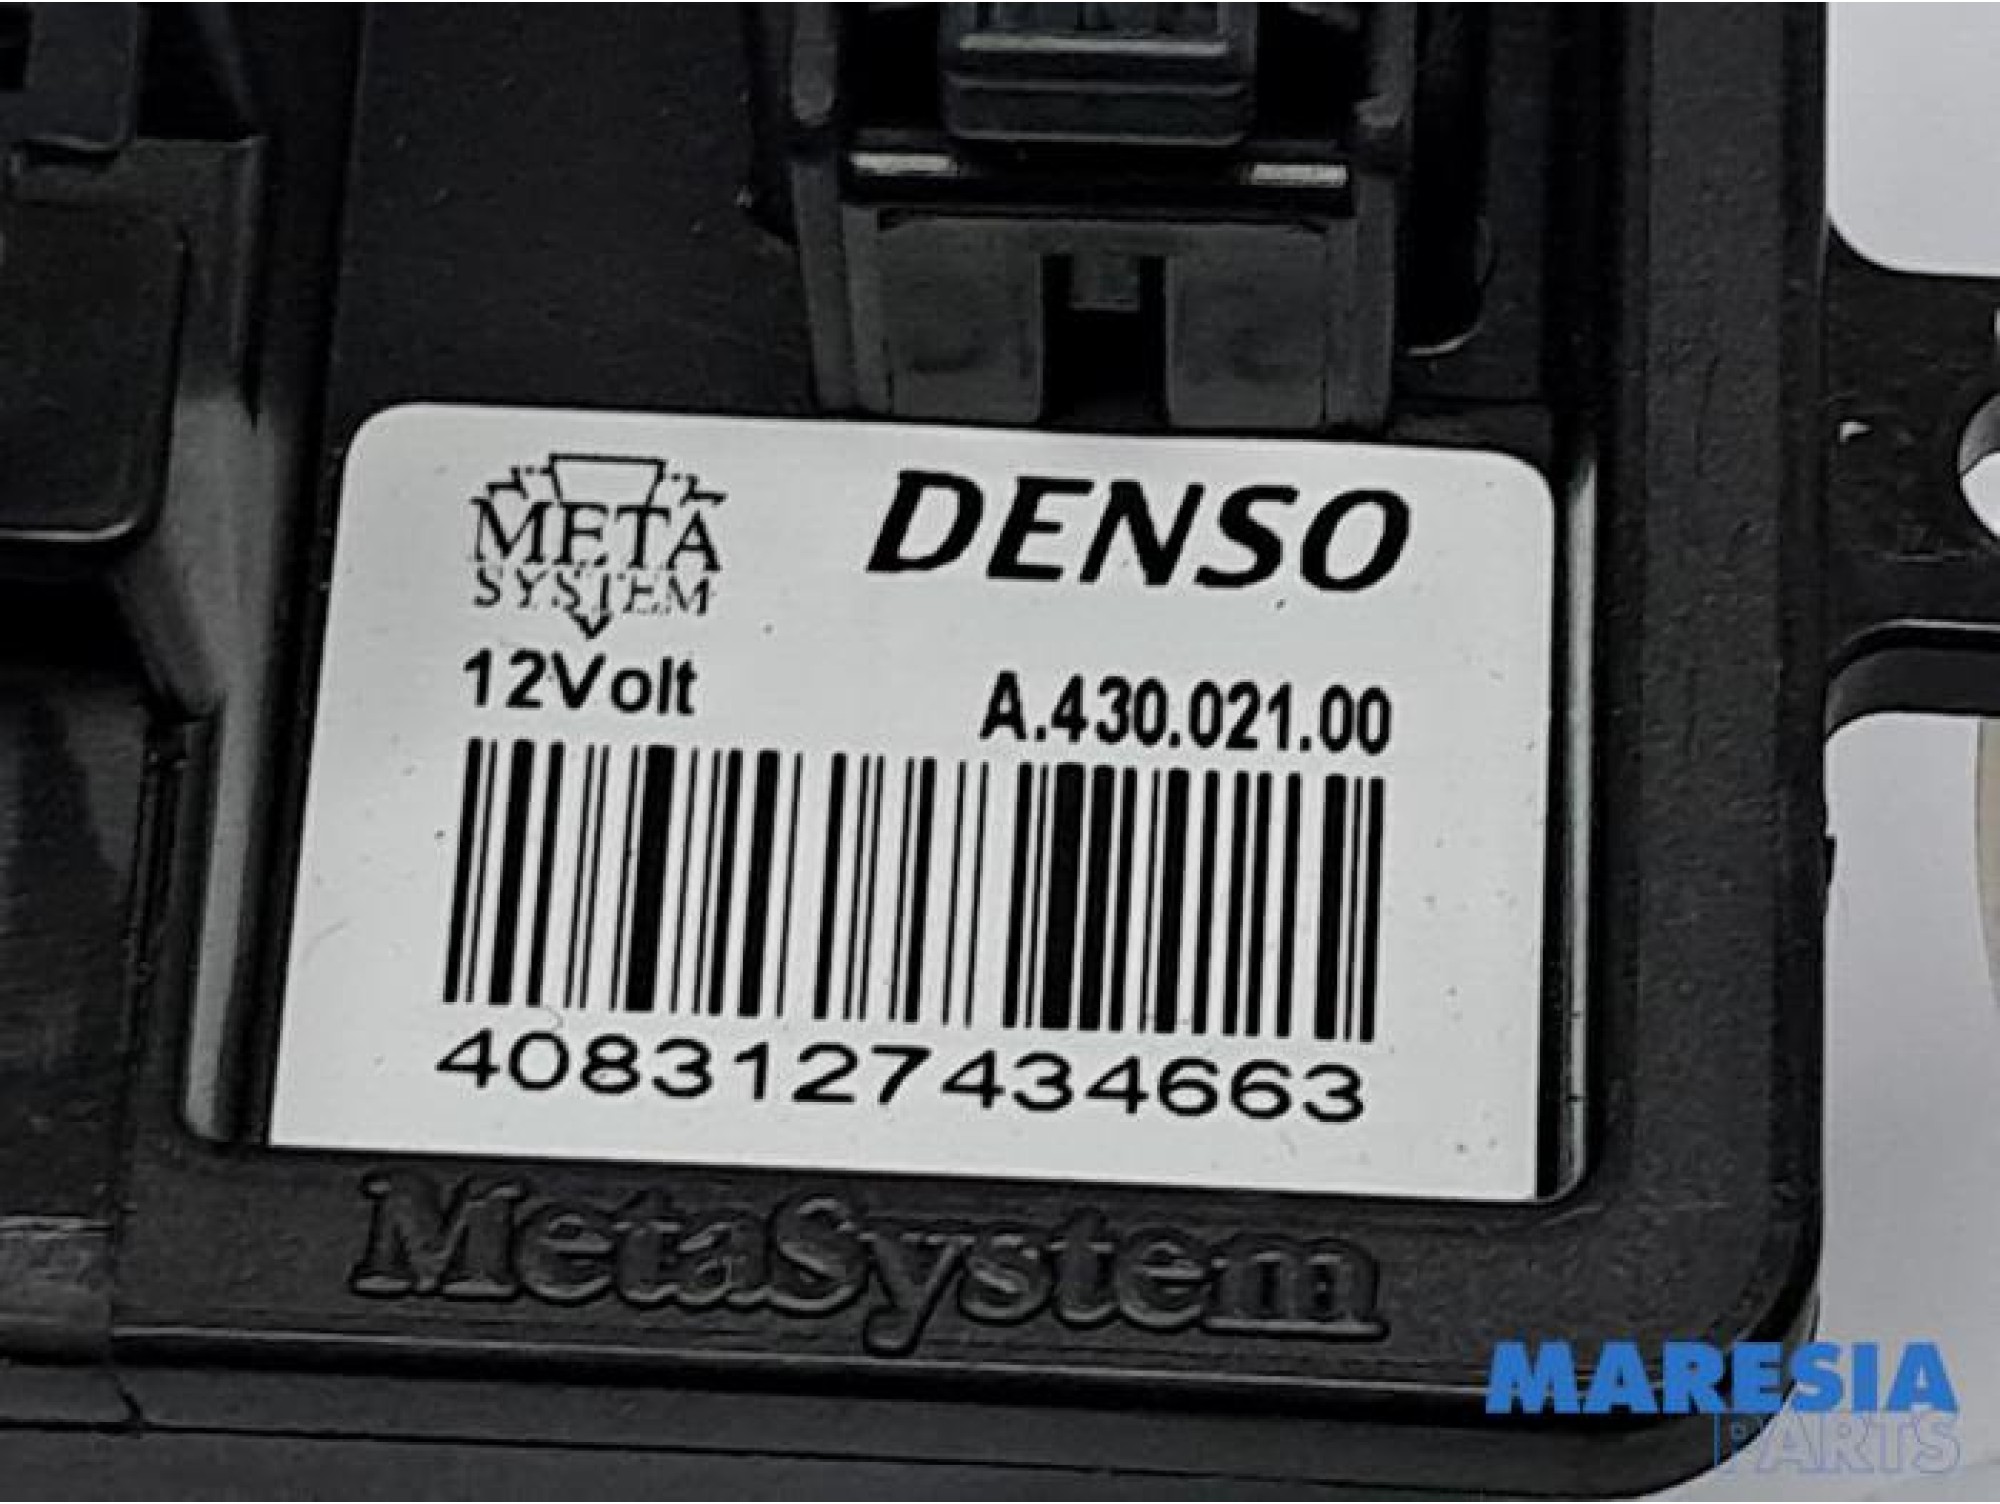 META
SYSTEM
DENSO
12Volt
A.430.021.00
4083127434663
MetaSystem
MARESIA
PARTS